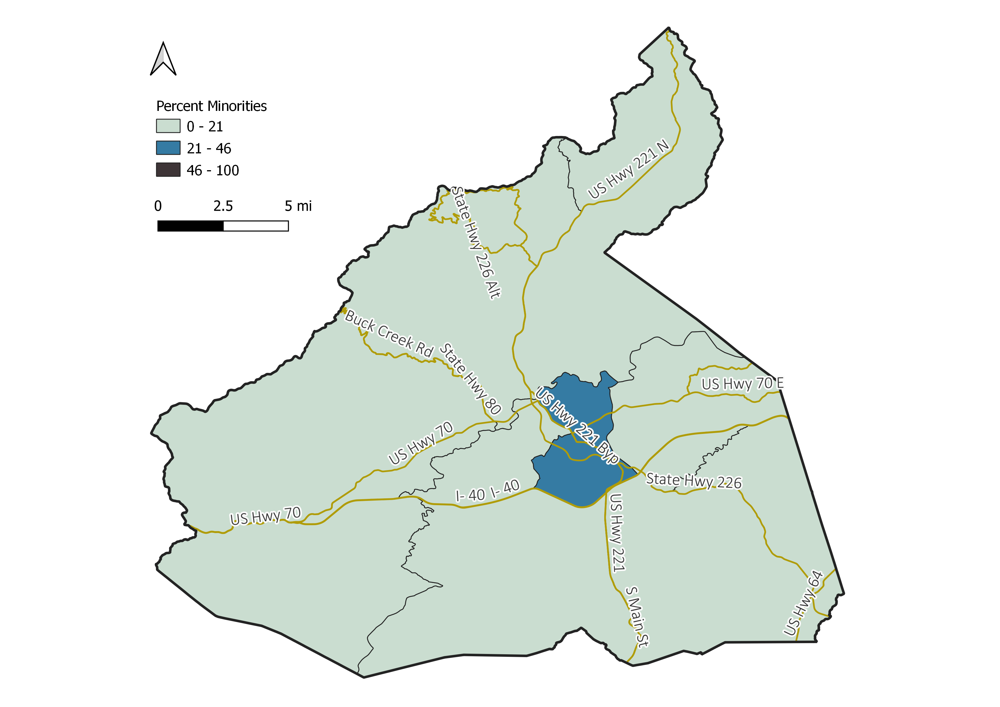 Percent Minorities
0 - 21
21 - 46
46 - 100
0 2.5 5 mi
US Hwy 221 N
State Hwy 226 Alt
Buck Creek Rd
State Hwy 80
US Hwy 70 E
US Hwy 221 Byp
US Hwy 70
State Hwy 226
I- 40 I- 40
US Hwy 70
US Hwy 221
S Main St
US Hwy 64